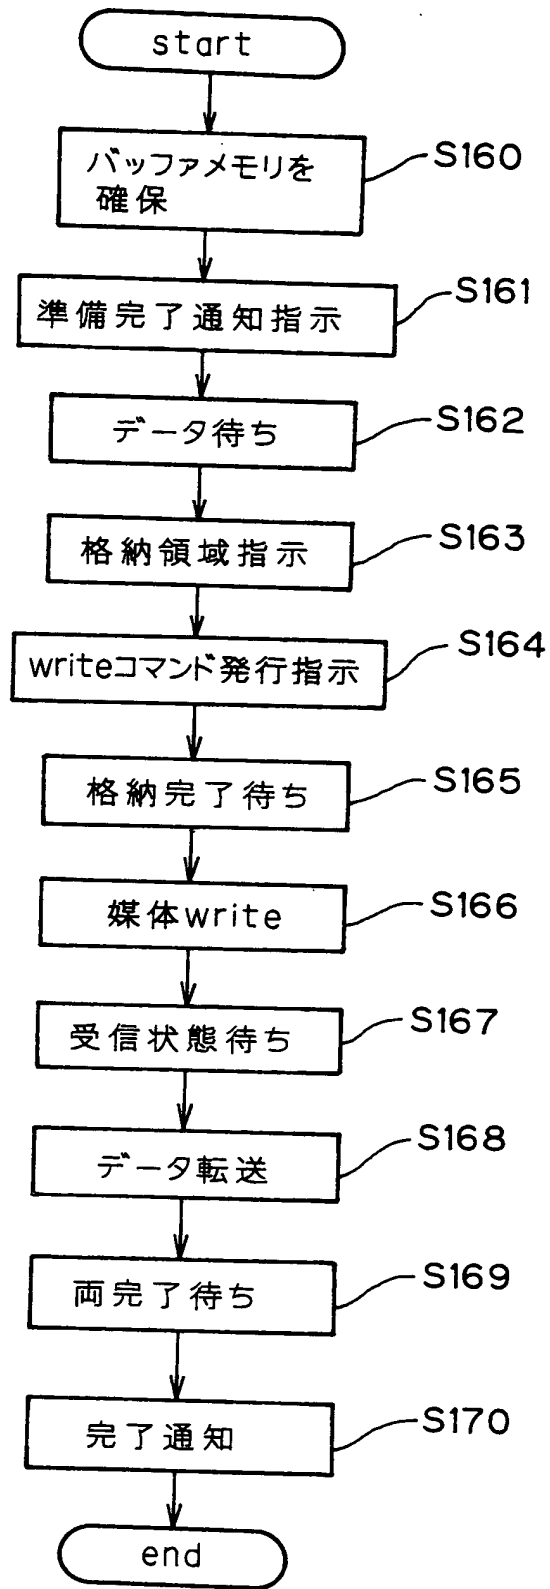 start
バッファメモリを
確保
S160
準備完了通知指示
S161
データ待ち
S162
格納領域指示
S163
writeコマンド発行指示
S164
格納完了待ち
S165
媒体write
S166
受信状態待ち
S167
データ転送
S168
両完了待ち
S169
完了通知
S170
end